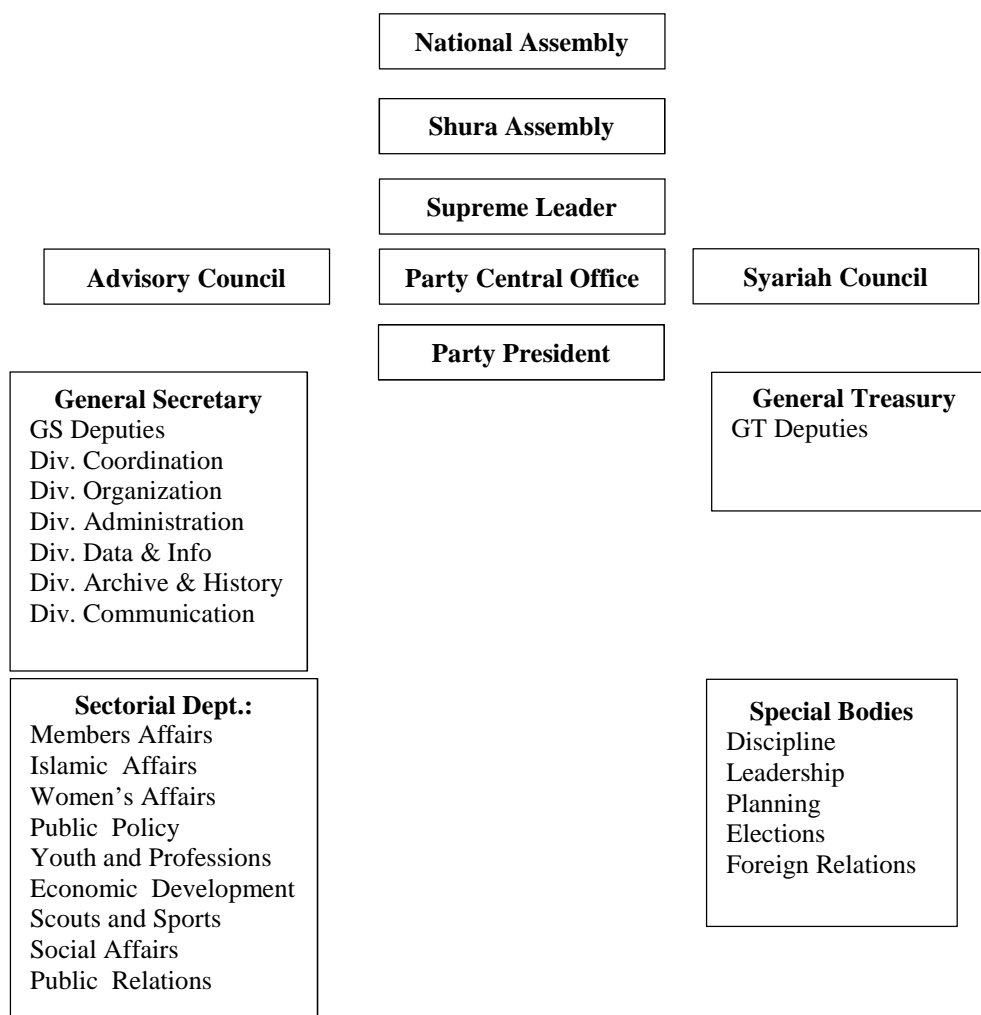 National Assembly
Shura Assembly
Supreme Leader
Advisory Council
Party Central Office
Syariah Council
Party President
General Secretary
GS Deputies
Div. Coordination
Div. Organization
Div. Administration
Div. Data & Info
Div. Archive & History
Div. Communication
General Treasury
GT Deputies
Sectorial Dept.:
Members Affairs
Islamic Affairs
Women’s Affairs
Public Policy
Youth and Professions
Economic Development
Scouts and Sports
Social Affairs
Public Relations
Special Bodies
Discipline
Leadership
Planning
Elections
Foreign Relations